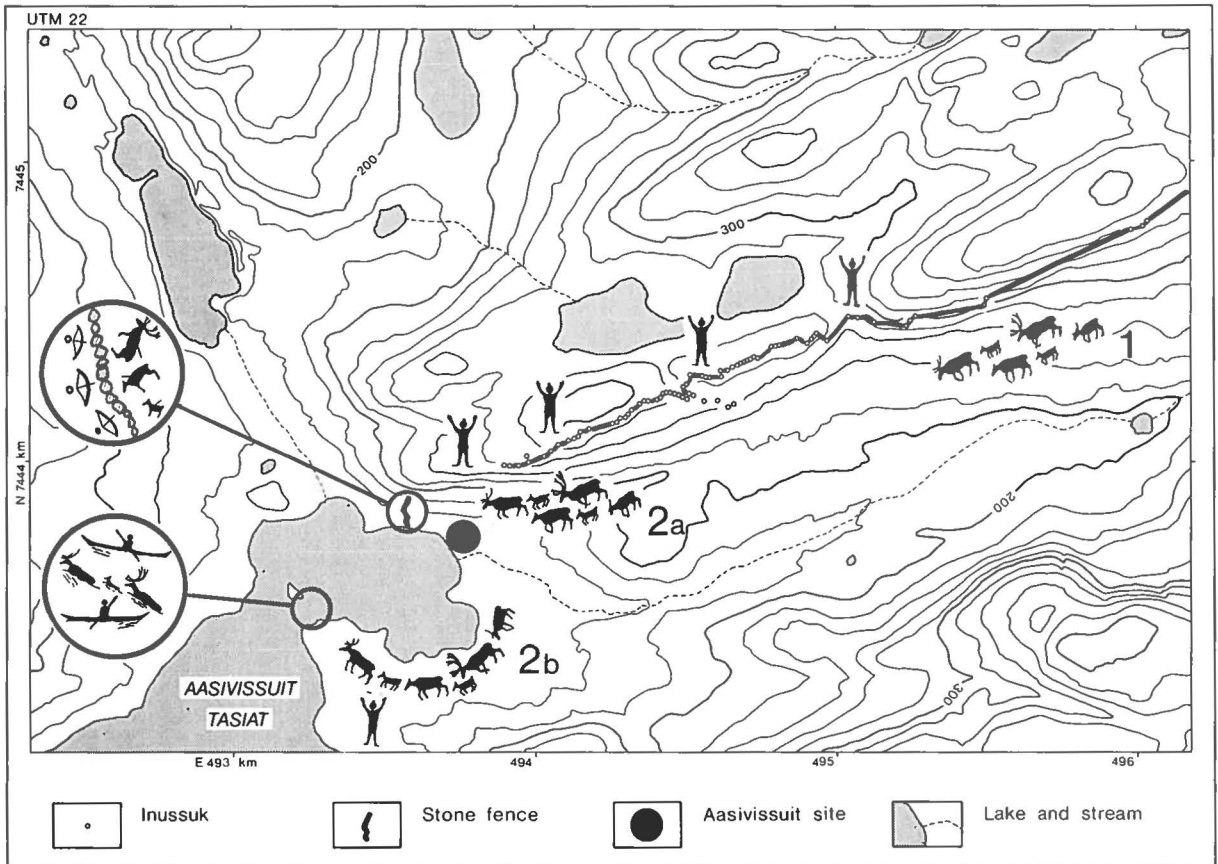 UTM 22
7445
200
300
1
N 7444 km
2a
200
2b
AASIVISSUIT
TASIAT
300
E 493 km
494
495
496
Inussuk
Stone fence
Aasivissuit site
Lake and stream